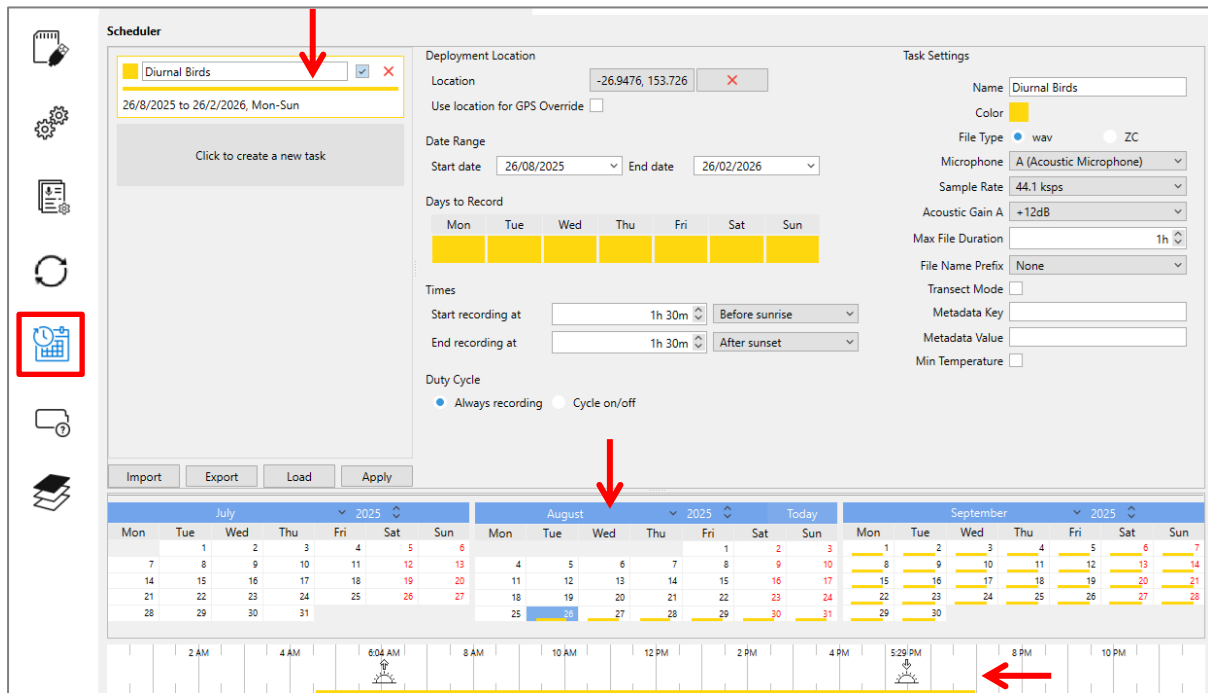 Scheduler
Diurnal Birds
26/8/2025 to 26/2/2026, Mon-Sun
Click to create a new task
Import Export Load Apply
Deployment Location
Location -26.9476, 153.726
Use location for GPS Override
Date Range
Start date 26/08/2025 End date 26/02/2026
Days to Record
Mon Tue Wed Thu Fri Sat Sun
Times
Start recording at 1h 30m Before sunrise
End recording at 1h 30m After sunset
Duty Cycle
Always recording Cycle on/off
Task Settings
Name Diurnal Birds
Color
File Type wav ZC
Microphone A (Acoustic Microphone)
Sample Rate 44.1 ksps
Acoustic Gain A +12dB
Max File Duration 1h
File Name Prefix None
Transect Mode
Metadata Key
Metadata Value
Min Temperature
July 2025
Mon Tue Wed Thu Fri Sat Sun
1 2 3 4 5 6
7 8 9 10 11 12 13
14 15 16 17 18 19 20
21 22 23 24 25 26 27
28 29 30 31
August 2025 Today
Mon Tue Wed Thu Fri Sat Sun
1 2 3
4 5 6 7 8 9 10
11 12 13 14 15 16 17
18 19 20 21 22 23 24
25 26 27 28 29 30 31
September 2025
Mon Tue Wed Thu Fri Sat Sun
1 2 3 4 5 6 7
8 9 10 11 12 13 14
15 16 17 18 19 20 21
22 23 24 25 26 27 28
29 30
2 AM 4 AM 6:04 AM 8 AM 10 AM 12 PM 2 PM 4 PM 5:29 PM 8 PM 10 PM